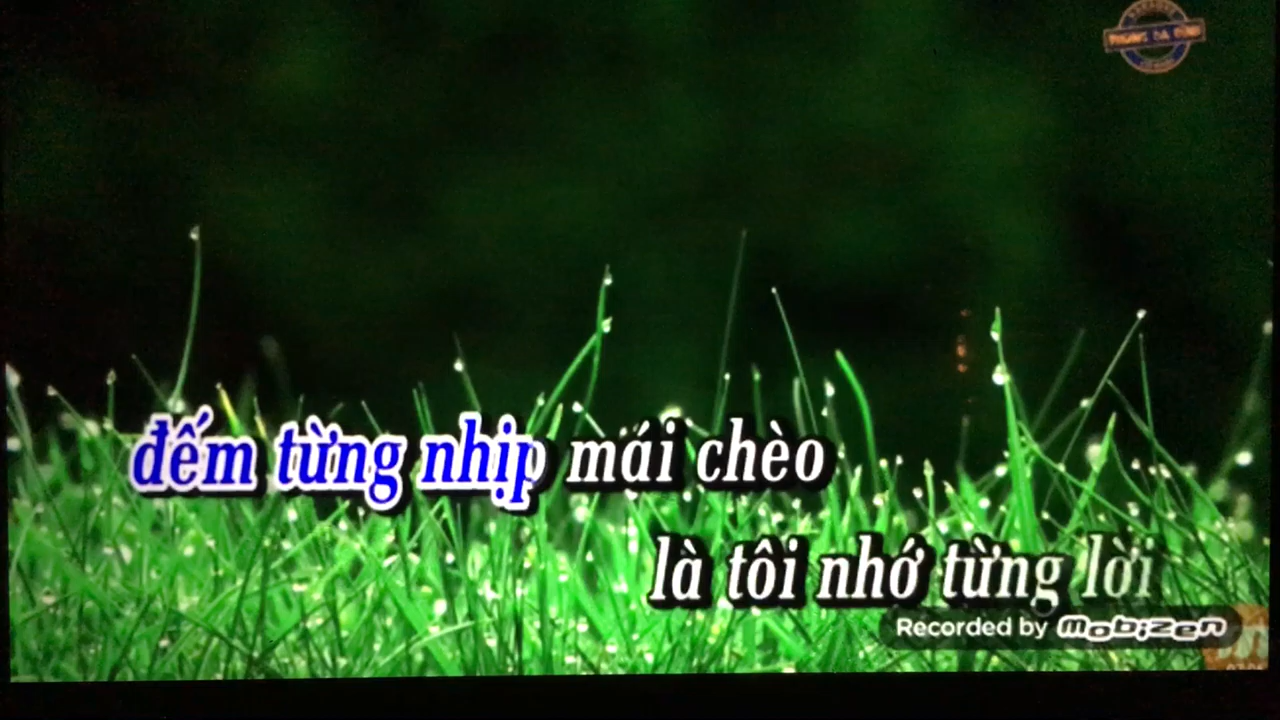 đếm từng nhịp mái chèo
là tôi nhớ từng lời
Recorded by Mobizen